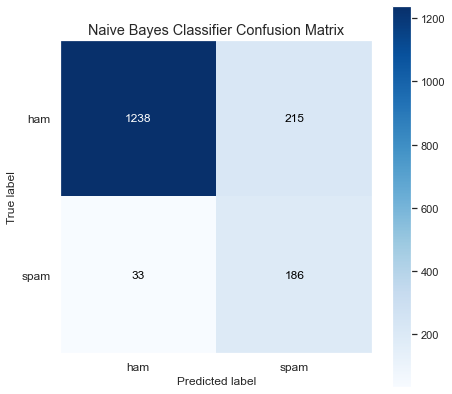 Naive Bayes Classifier Confusion Matrix
1200
ham
1238
215
1000
800
True label
600
400
spam
33
186
200
ham
spam
Predicted label